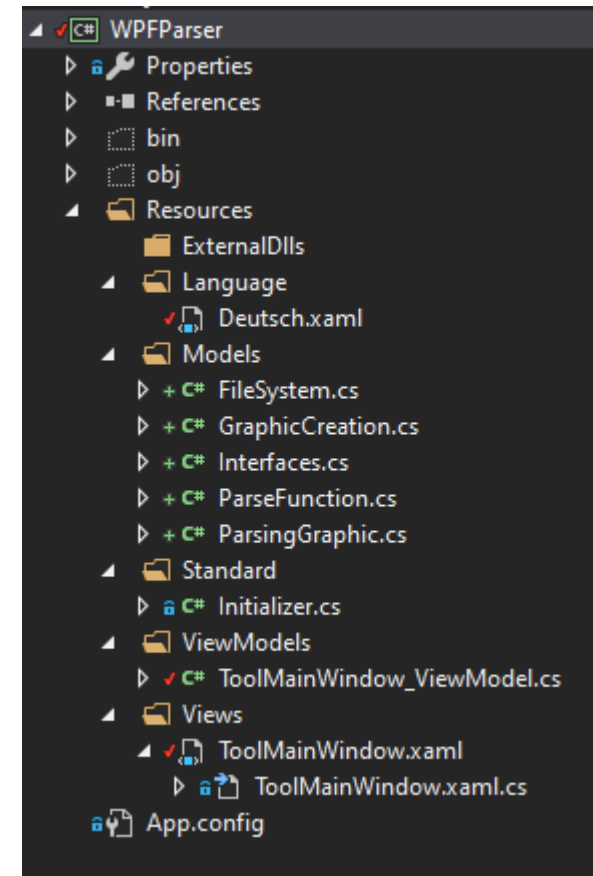 C# WPFParser
Properties
References
bin
obj
Resources
ExternalDlls
Language
Deutsch.xaml
Models
+ C# FileSystem.cs
+ C# GraphicCreation.cs
+ C# Interfaces.cs
+ C# ParseFunction.cs
+ C# ParsingGraphic.cs
Standard
C# Initializer.cs
ViewModels
C# ToolMainWindow_ViewModel.cs
Views
ToolMainWindow.xaml
ToolMainWindow.xaml.cs
App.config